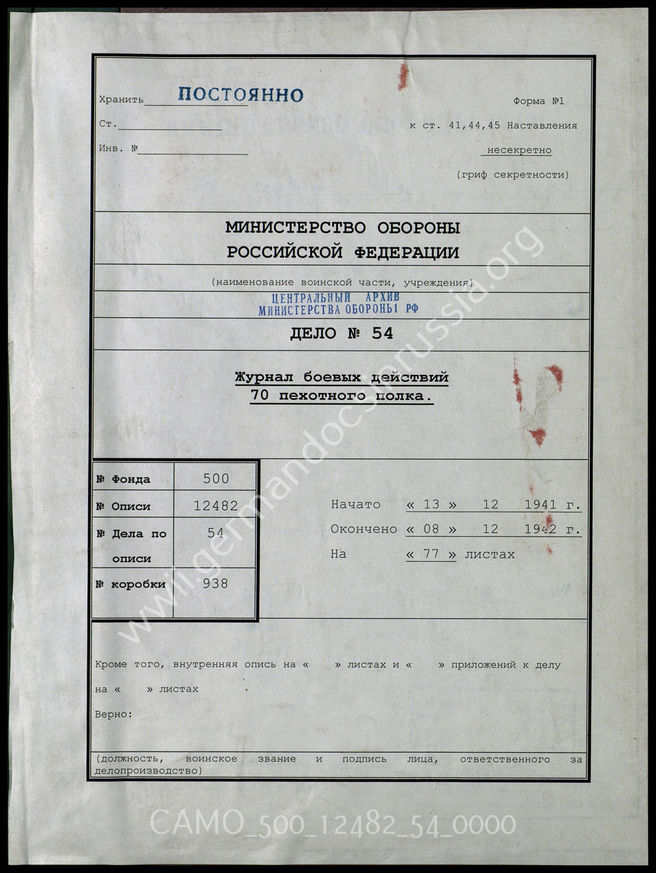 Хранить ПОСТОЯННО
Форма №1
Ст.
к ст. 41,44,45 Наставления
Инв. №
несекретно
(гриф секретности)
МИНИСТЕРСТВО ОБОРОНЫ
РОССИЙСКОЙ ФЕДЕРАЦИИ
(наименование воинской части, учреждения)
ЦЕНТРАЛЬНЫЙ АРХИВ
МИНИСТЕРСТВА ОБОРОНЫ РФ
ДЕЛО № 54
Журнал боевых действий
70 пехотного полка.
№ Фонда 500
№ Описи 12482
№ Дела по описи 54
№ коробки 938
Начато « 13 » 12 1941 г.
Окончено « 08 » 12 1942 г.
На « 77 » листах
Кроме того, внутренняя опись на « » листах и « » приложений к делу
на « » листах
Верно:
(должность, воинское звание и подпись лица, ответственного за
делопроизводство)
www.germandocsinrussia.org
CAMO_500_12482_54_0000